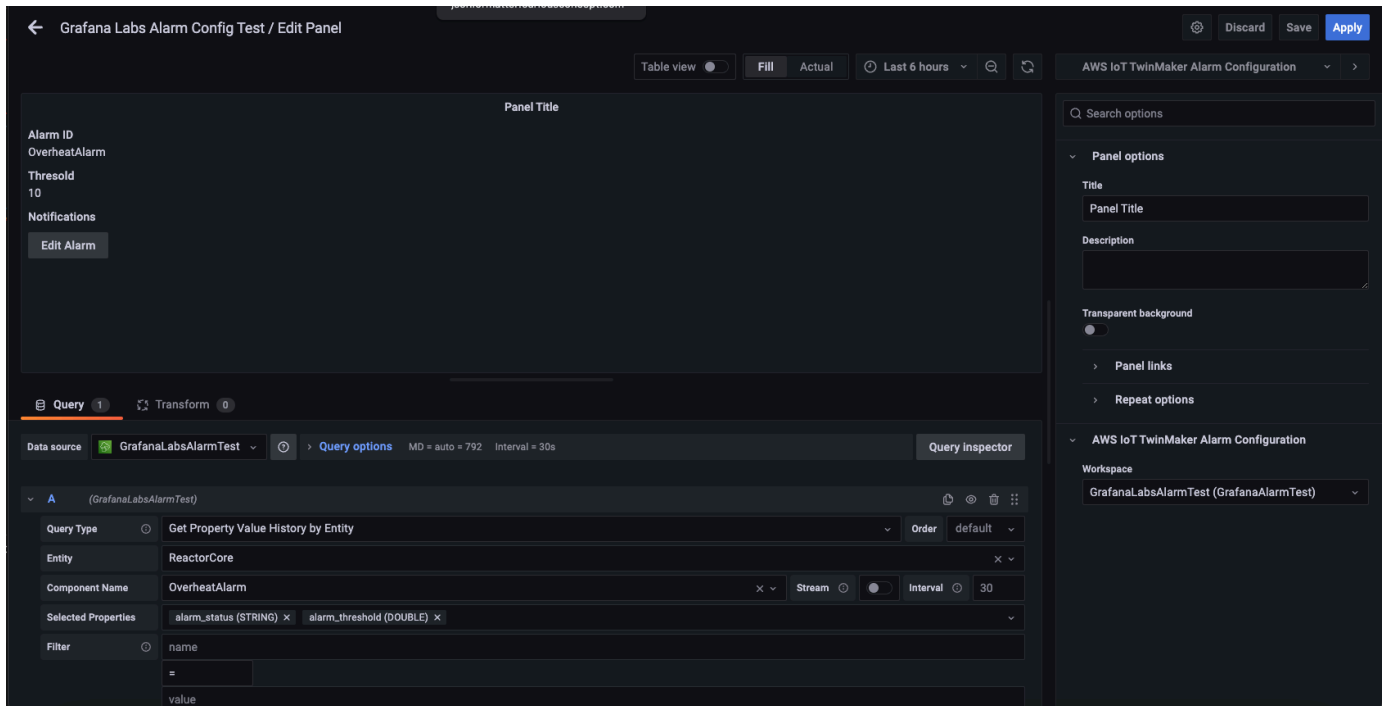 Grafana Labs Alarm Config Test / Edit Panel
Discard Save Apply
Table view Fill Actual Last 6 hours AWS IoT TwinMaker Alarm Configuration
Panel Title
Alarm ID
OverheatAlarm
Thresold
10
Notifications
Edit Alarm
Search options
Panel options
Title
Panel Title
Description
Transparent background
Panel links
Repeat options
AWS IoT TwinMaker Alarm Configuration
Workspace
GrafanaLabsAlarmTest (GrafanaAlarmTest)
Query 1 Transform 0
Data source GrafanaLabsAlarmTest Query options MD = auto = 792 Interval = 30s Query inspector
A (GrafanaLabsAlarmTest)
Query Type Get Property Value History by Entity Order default
Entity ReactorCore
Component Name OverheatAlarm Stream Interval 30
Selected Properties alarm_status (STRING) × alarm_threshold (DOUBLE) ×
Filter name
=
value